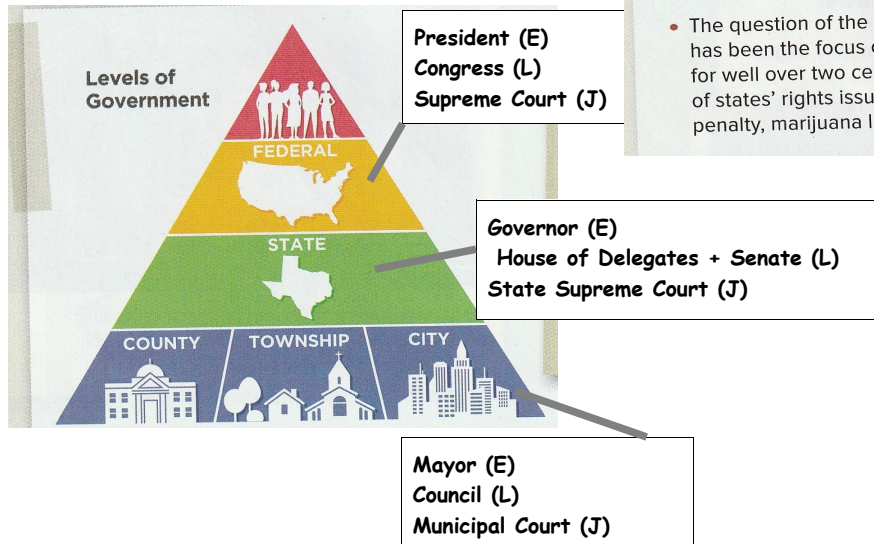 Levels of
Government
President (E)
Congress (L)
Supreme Court (J)
• The question of the
has been the focus
for well over two
of states' rights
penalty, marijuana
FEDERAL
STATE
Governor (E)
House of Delegates + Senate (L)
State Supreme Court (J)
COUNTY
TOWNSHIP
CITY
Mayor (E)
Council (L)
Municipal Court (J)